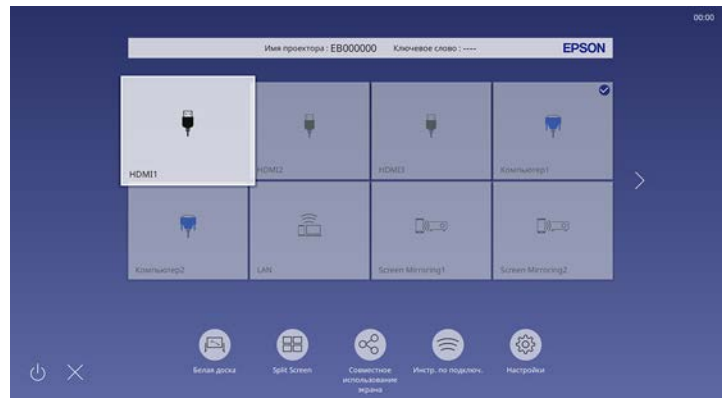 00:00
Имя проектора : EB000000 Ключевое слово : ---- EPSON
HDMI1 HDMI2 HDMI3 Компьютер1
Компьютер2 LAN Screen Mirroring1 Screen Mirroring2
Белая доска Split Screen Совместное использование экрана Инстр. по подключ. Настройки